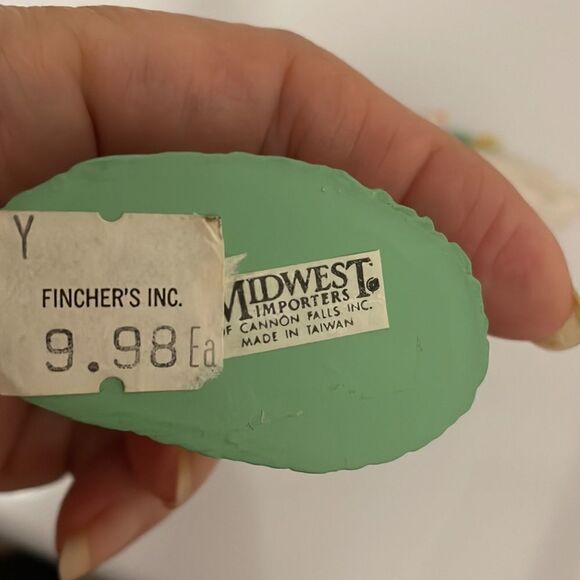 Y
FINCHER'S INC.
9.98 Ea
MIDWEST
IMPORTERS
OF CANNON FALLS INC.
MADE IN TAIWAN